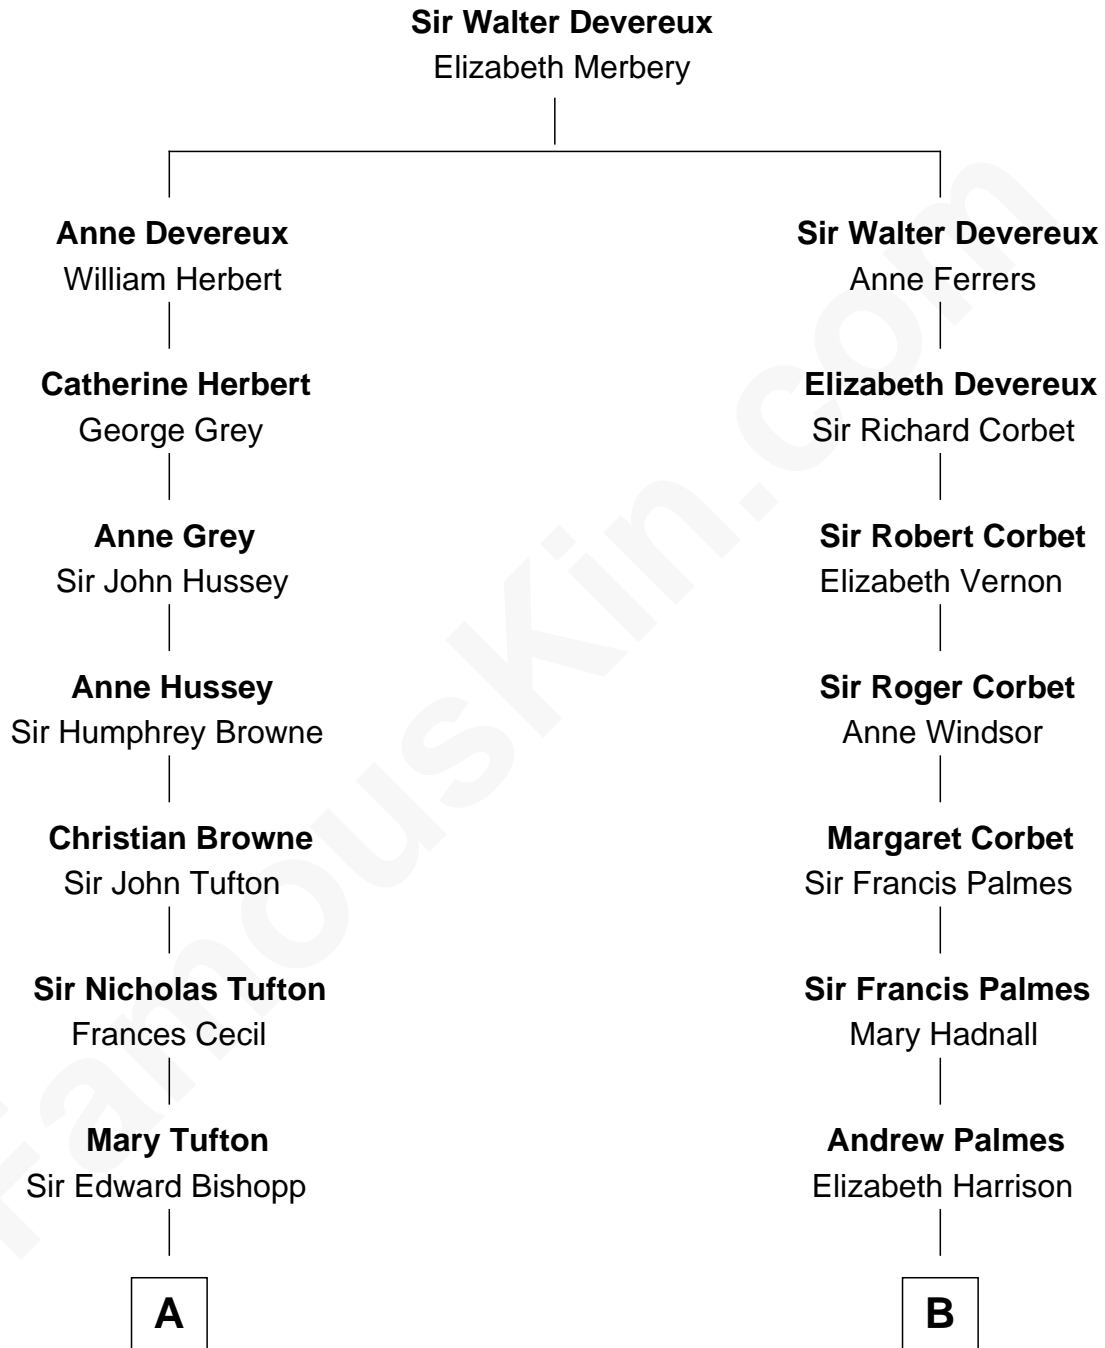 Sir Walter Devereux
Elizabeth Merbery
Anne Devereux
William Herbert
Sir Walter Devereux
Anne Ferrers
Catherine Herbert
George Grey
Elizabeth Devereux
Sir Richard Corbet
Anne Grey
Sir John Hussey
Sir Robert Corbet
Elizabeth Vernon
Anne Hussey
Sir Humphrey Browne
Sir Roger Corbet
Anne Windsor
Christian Browne
Sir John Tufton
Margaret Corbet
Sir Francis Palmes
Sir Nicholas Tufton
Frances Cecil
Sir Francis Palmes
Mary Hadnall
Mary Tufton
Sir Edward Bishopp
Andrew Palmes
Elizabeth Harrison
A
B
FamousKin.com